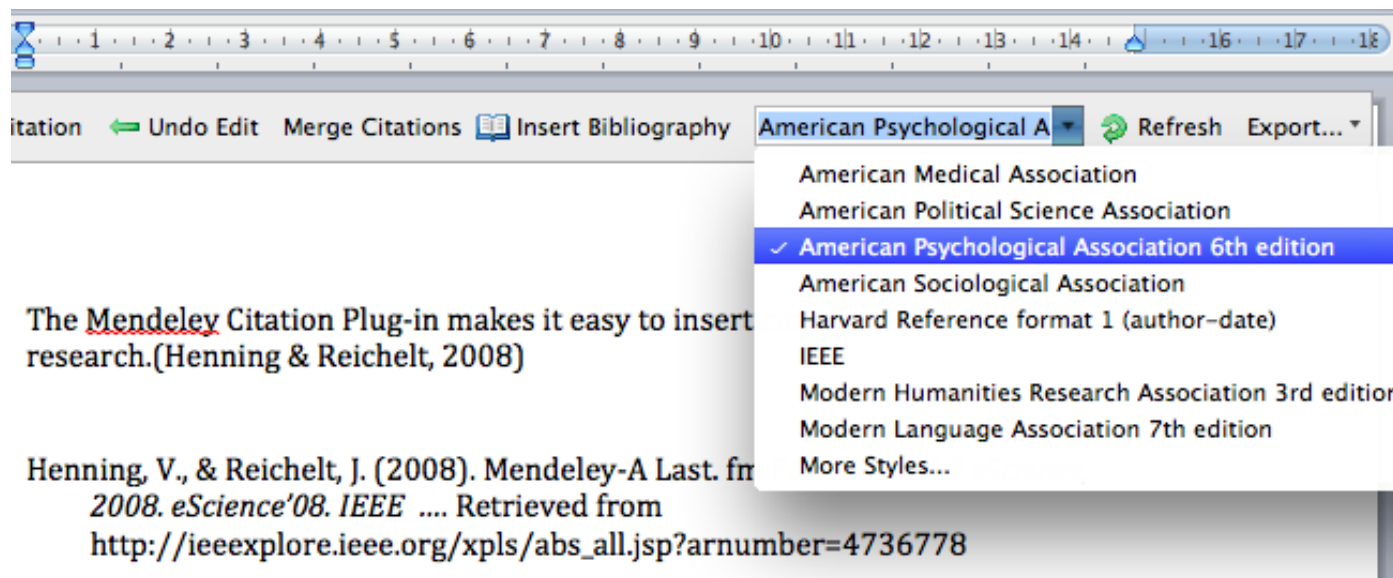 1 2 3 4 5 6 7 8 9 10 11 12 13 14 16 17 18
itation Undo Edit Merge Citations Insert Bibliography American Psychological A Refresh Export...
American Medical Association
American Political Science Association
✓ American Psychological Association 6th edition
American Sociological Association
Harvard Reference format 1 (author-date)
IEEE
Modern Humanities Research Association 3rd edition
Modern Language Association 7th edition
More Styles...
The Mendeley Citation Plug-in makes it easy to insert
research.(Henning & Reichelt, 2008)
Henning, V., & Reichelt, J. (2008). Mendeley-A Last. fm
2008. eScience'08. IEEE .... Retrieved from
http://ieeexplore.ieee.org/xpls/abs_all.jsp?arnumber=4736778